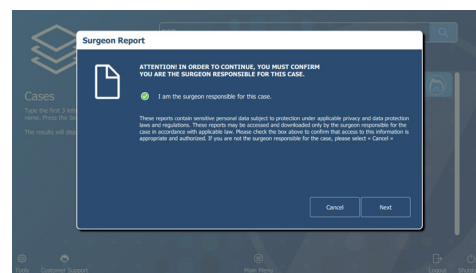 Surgeon Report
ATTENTION! IN ORDER TO CONTINUE, YOU MUST CONFIRM
YOU ARE THE SURGEON RESPONSIBLE FOR THIS CASE.
I am the surgeon responsible for this case.
These reports contain sensitive personal data subject to protection under applicable privacy and data protection
laws and regulations. These reports may be accessed and downloaded only by the surgeon responsible for the
case in accordance with applicable law. Please check the box above to confirm that access to this information is
appropriate and authorized. If you are not the surgeon responsible for the case, please select « Cancel »
Cancel
Next
Cases
Type the first 3
name. Press the
The results will
Tools
Customer Support
Main Menu
Logout